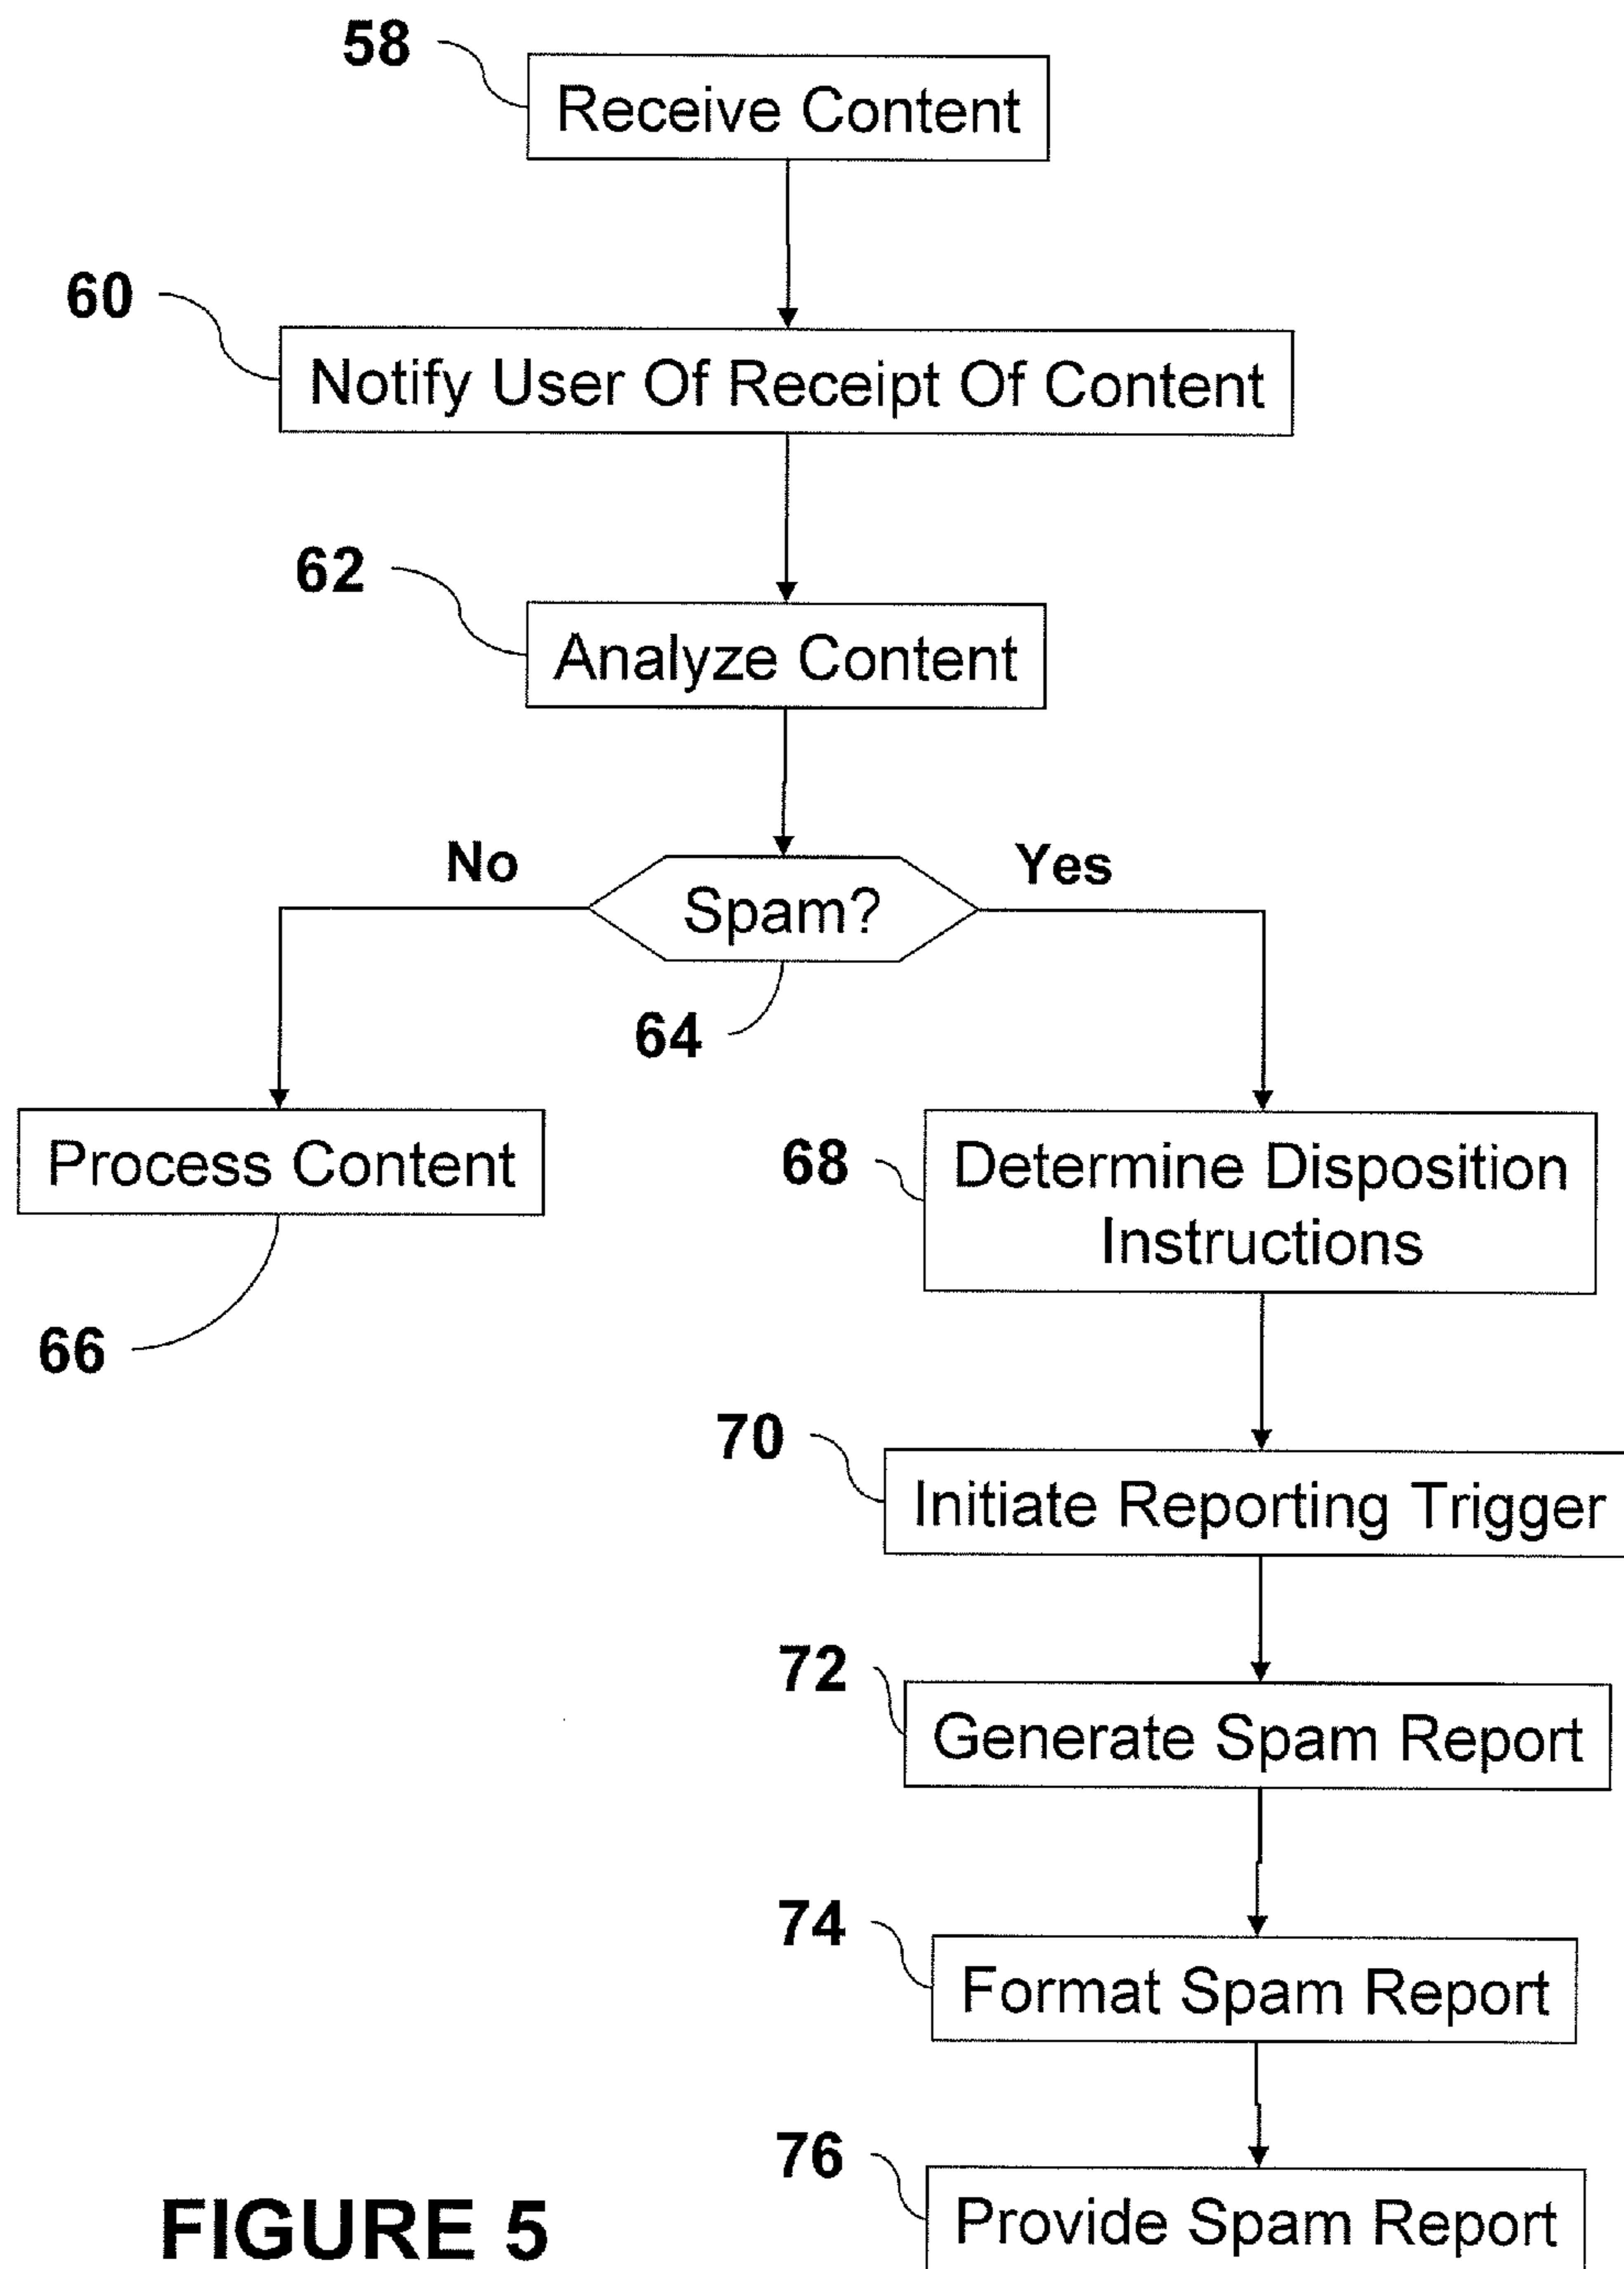 58
Receive Content
60
Notify User Of Receipt Of Content
62
Analyze Content
No
Yes
Spam?
64
Process Content
68
Determine Disposition
Instructions
66
70
Initiate Reporting Trigger
72
Generate Spam Report
74
Format Spam Report
76
Provide Spam Report
FIGURE 5